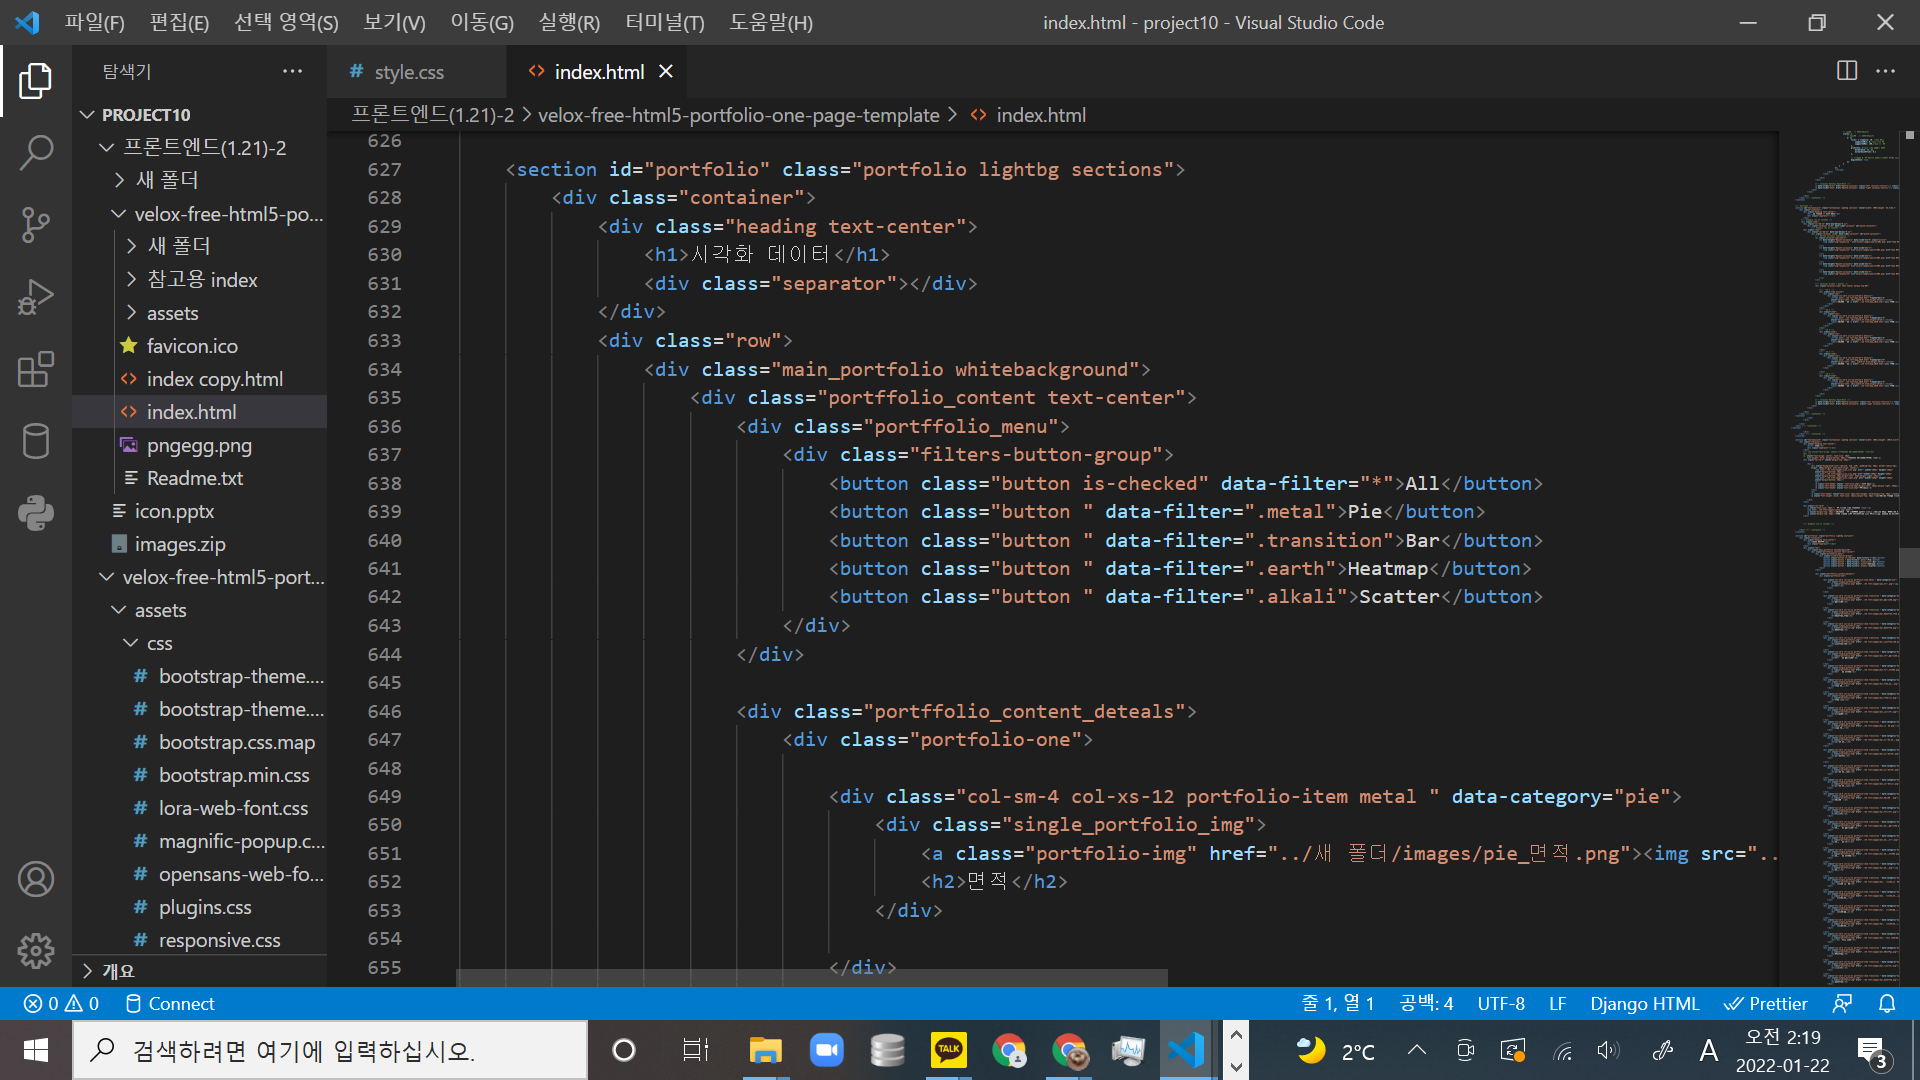 파일(F) 편집(E) 선택 영역(S) 보기(V) 이동(G) 실행(R) 터미널(T) 도움말(H) index.html - project10 - Visual Studio Code
탐색기 ···
# style.css <> index.html
프론트엔드(1.21)-2 > velox-free-html5-portfolio-one-page-template > <> index.html
PROJECT10
프론트엔드(1.21)-2
새 폴더
velox-free-html5-po...
새 폴더
참고용 index
assets
favicon.ico
<> index copy.html
<> index.html
pngegg.png
Readme.txt
icon.pptx
images.zip
velox-free-html5-port...
assets
css
# bootstrap-theme....
# bootstrap-theme....
# bootstrap.css.map
# bootstrap.min.css
# lora-web-font.css
# magnific-popup.c...
# opensans-web-fo...
# plugins.css
# responsive.css
개요
626
627 <section id="portfolio" class="portfolio lightbg sections">
628 <div class="container">
629 <div class="heading text-center">
630 <h1>시각화 데이터</h1>
631 <div class="separator"></div>
632 </div>
633 <div class="row">
634 <div class="main_portfolio whitebackground">
635 <div class="portffolio_content text-center">
636 <div class="portffolio_menu">
637 <div class="filters-button-group">
638 <button class="button is-checked" data-filter="*">All</button>
639 <button class="button " data-filter=".metal">Pie</button>
640 <button class="button " data-filter=".transition">Bar</button>
641 <button class="button " data-filter=".earth">Heatmap</button>
642 <button class="button " data-filter=".alkali">Scatter</button>
643 </div>
644 </div>
645
646 <div class="portffolio_content_deteals">
647 <div class="portfolio-one">
648
649 <div class="col-sm-4 col-xs-12 portfolio-item metal " data-category="pie">
650 <div class="single_portfolio_img">
651 <a class="portfolio-img" href="../새 폴더/images/pie_면적.png"><img src="..
652 <h2>면적</h2>
653 </div>
654
655 </div>
0 0 Connect 줄 1, 열 1 공백: 4 UTF-8 LF Django HTML Prettier
검색하려면 여기에 입력하십시오. TALK 2°C A 오전 2:19
2022-01-22 3